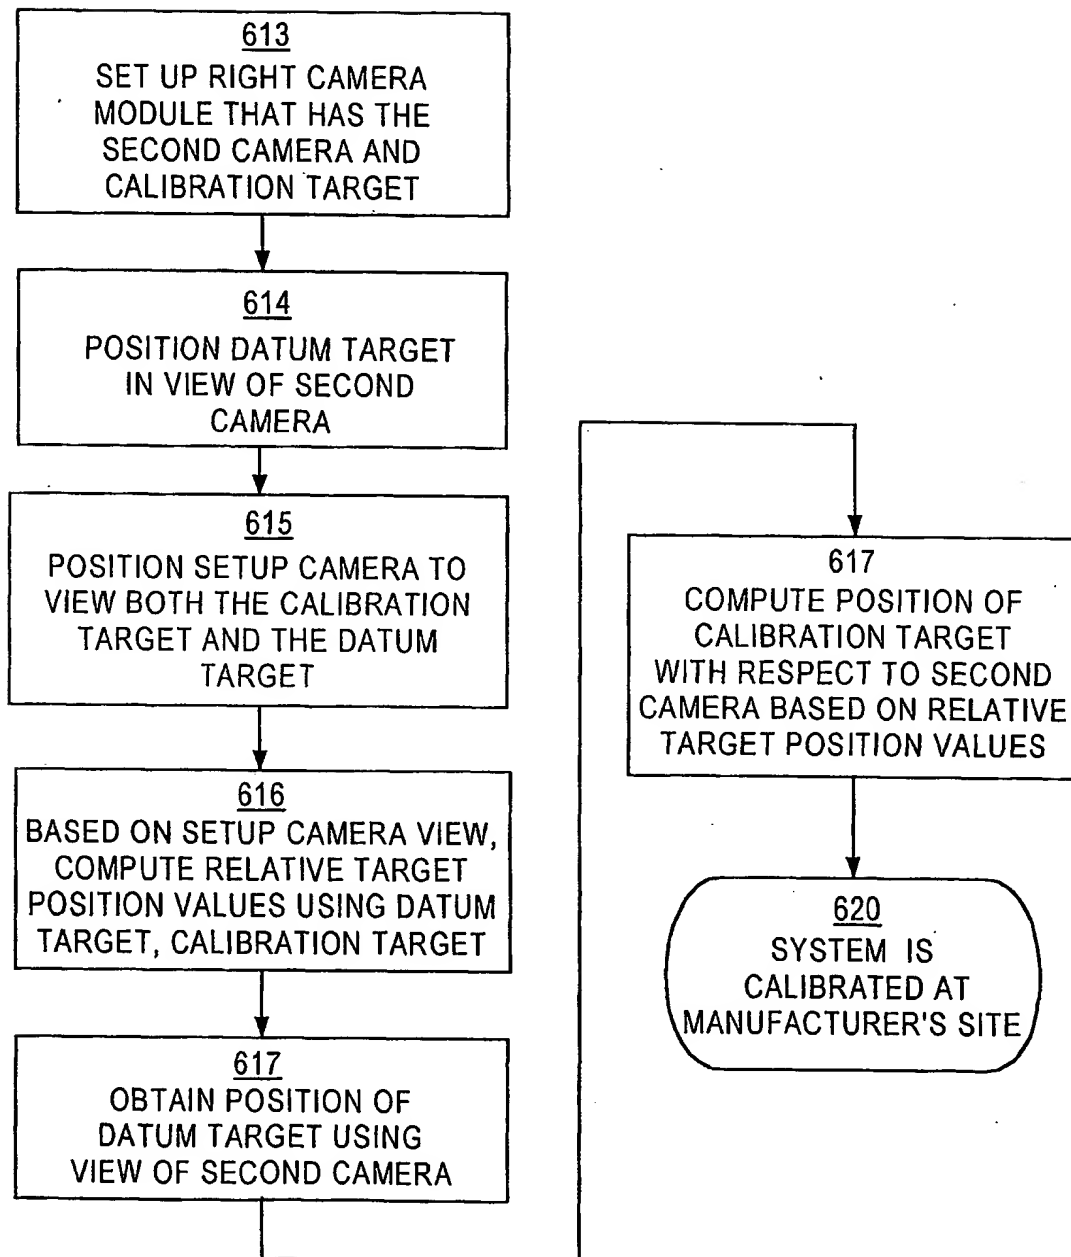 613
SET UP RIGHT CAMERA
MODULE THAT HAS THE
SECOND CAMERA AND
CALIBRATION TARGET
614
POSITION DATUM TARGET
IN VIEW OF SECOND
CAMERA
615
POSITION SETUP CAMERA TO
VIEW BOTH THE CALIBRATION
TARGET AND THE DATUM
TARGET
616
BASED ON SETUP CAMERA VIEW,
COMPUTE RELATIVE TARGET
POSITION VALUES USING DATUM
TARGET, CALIBRATION TARGET
617
OBTAIN POSITION OF
DATUM TARGET USING
VIEW OF SECOND CAMERA
617
COMPUTE POSITION OF
CALIBRATION TARGET
WITH RESPECT TO SECOND
CAMERA BASED ON RELATIVE
TARGET POSITION VALUES
620
SYSTEM IS
CALIBRATED AT
MANUFACTURER'S SITE